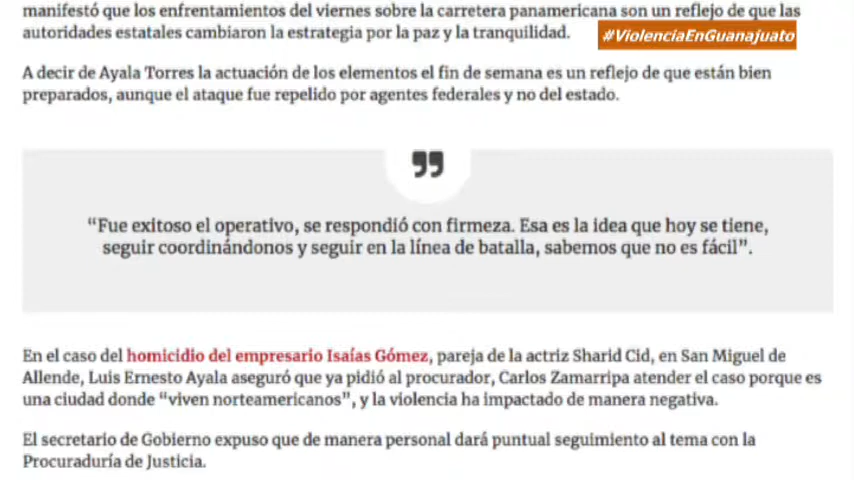 manifestó que los enfrentamientos del viernes sobre la carretera panamericana son un reflejo de que las
autoridades estatales cambiaron la estrategia por la paz y la tranquilidad.
#ViolenciaEnGuanajuato
A decir de Ayala Torres la actuación de los elementos el fin de semana es un reflejo de que están bien
preparados, aunque el ataque fue repelido por agentes federales y no del estado.
”
“Fue exitoso el operativo, se respondió con firmeza. Esa es la idea que hoy se tiene,
seguir coordinándonos y seguir en la línea de batalla, sabemos que no es fácil”.
En el caso del homicidio del empresario Isaías Gómez, pareja de la actriz Sharid Cid, en San Miguel de
Allende, Luis Ernesto Ayala aseguró que ya pidió al procurador, Carlos Zamarripa atender el caso porque es
una ciudad donde “viven norteamericanos”, y la violencia ha impactado de manera negativa.
El secretario de Gobierno expuso que de manera personal dará puntual seguimiento al tema con la
Procuraduría de Justicia.